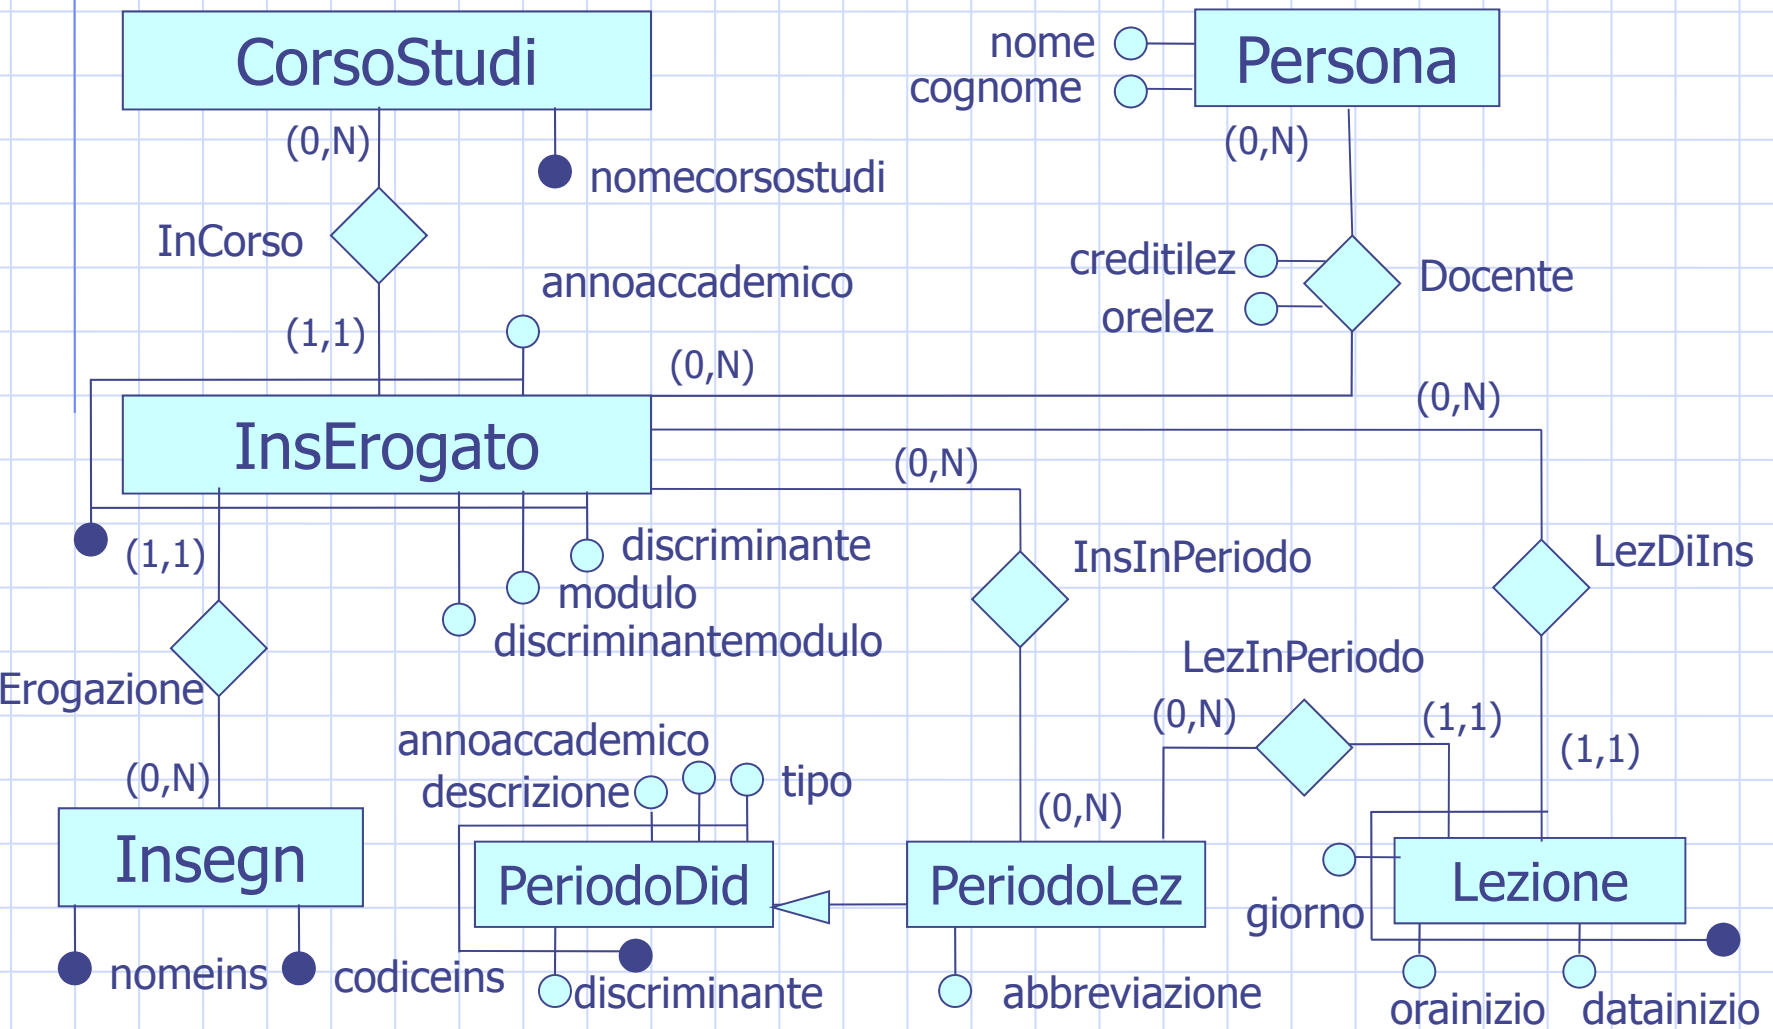 CorsoStudi
nome
Persona
cognome
(0,N)
(0,N)
nomecorsostudi
InCorso
creditilez
Docente
annoaccademico
orelez
(1,1)
(0,N)
(0,N)
InsErogato
(0,N)
(1,1)
discriminante
InsInPeriodo
LezDiIns
modulo
discriminantemodulo
LezInPeriodo
Erogazione
(0,N)
(1,1)
annoaccademico
(1,1)
(0,N)
descrizione
tipo
(0,N)
Insegn
PeriodoDid
PeriodoLez
Lezione
giorno
nomeins
codiceins
discriminante
abbreviazione
orainizio
datainizio